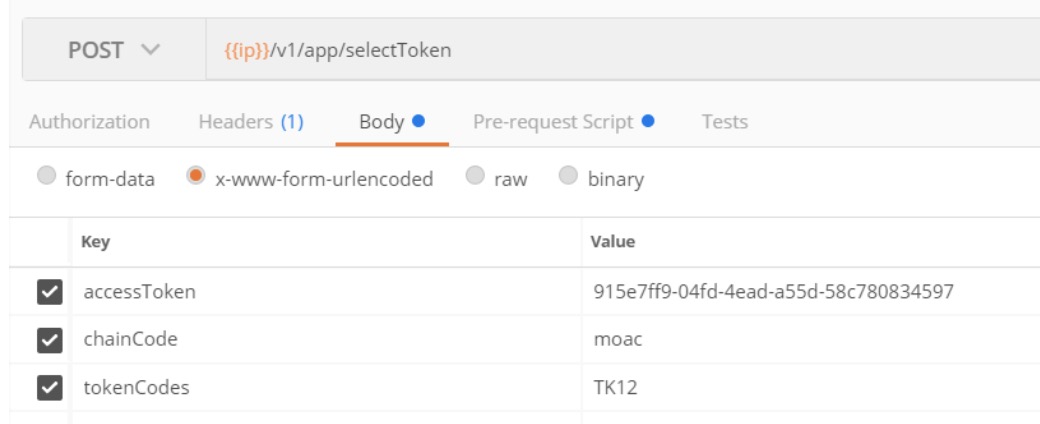 POST {{ip}}/v1/app/selectToken
Authorization Headers (1) Body Pre-request Script Tests
form-data x-www-form-urlencoded raw binary
Key Value
accessToken 915e7ff9-04fd-4ead-a55d-58c780834597
chainCode moac
tokenCodes TK12